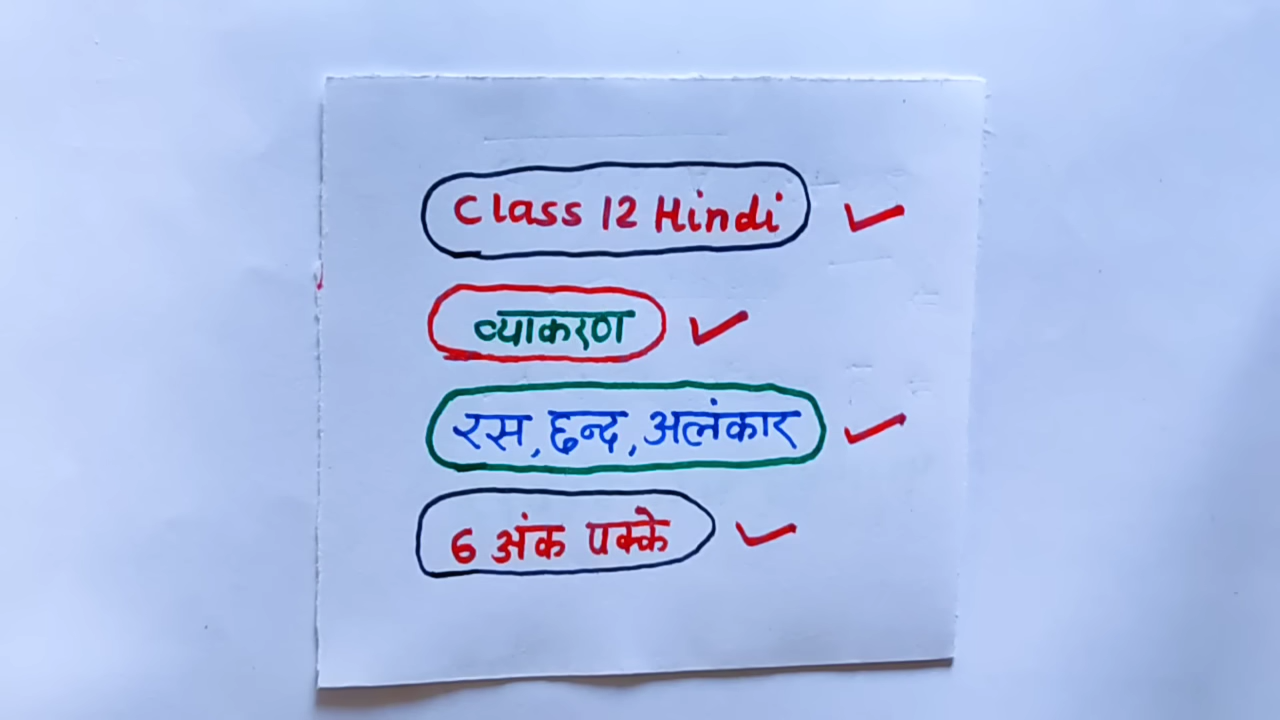 Class 12 Hindi
व्याकरण
रस, छन्द, अलंकार
6 अंक पक्के